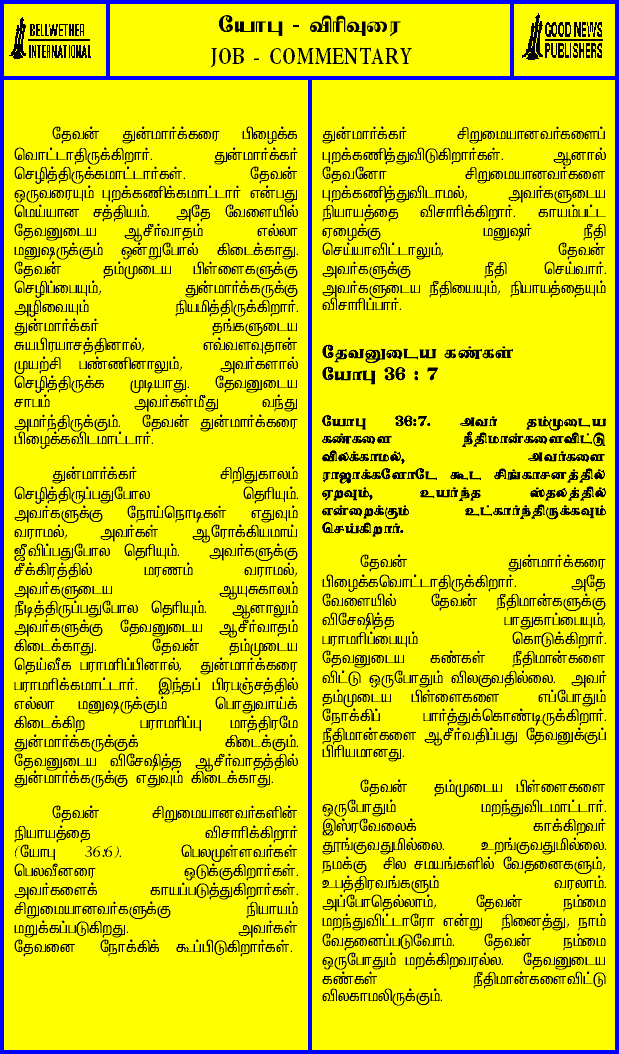 BELLWETHER
INTERNATIONAL
யோபு - விரிவுரை
JOB - COMMENTARY
GOOD NEWS
PUBLISHERS
தேவன் துன்மார்க்கரை பிழைக்க
வொட்டாதிருக்கிறார். துன்மார்க்கர்
செழித்திருக்கமாட்டார்கள். தேவன்
ஒருவரையும் புறக்கணிக்கமாட்டார் என்பது
மெய்யான சத்தியம். அதே வேளையில்
தேவனுடைய ஆசீர்வாதம் எல்லா
மனுஷருக்கும் ஒன்றுபோல் கிடைக்காது.
தேவன் தம்முடைய பிள்ளைகளுக்கு
செழிப்பையும், துன்மார்க்கருக்கு
அழிவையும் நியமித்திருக்கிறார்.
துன்மார்க்கர் தங்களுடைய
சுயபிரயாசத்தினால், எவ்வளவுதான்
முயற்சி பண்ணினாலும், அவர்களால்
செழித்திருக்க முடியாது. தேவனுடைய
சாபம் அவர்கள்மீது வந்து
அமர்ந்திருக்கும். தேவன் துன்மார்க்கரை
பிழைக்கவிடமாட்டார்.
துன்மார்க்கர் சிறிதுகாலம்
செழித்திருப்பதுபோல தெரியும்.
அவர்களுக்கு நோய்நொடிகள் எதுவும்
வராமல், அவர்கள் ஆரோக்கியமாய்
ஜீவிப்பதுபோல தெரியும். அவர்களுக்கு
சீக்கிரத்தில் மரணம் வராமல்,
அவர்களுடைய ஆயுசுகாலம்
நீடித்திருப்பதுபோல தெரியும். ஆனாலும்
அவர்களுக்கு தேவனுடைய ஆசீர்வாதம்
கிடைக்காது. தேவன் தம்முடைய
தெய்வீக பராமரிப்பினால், துன்மார்க்கரை
பராமரிக்கமாட்டார். இந்தப் பிரபஞ்சத்தில்
எல்லா மனுஷருக்கும் பொதுவாய்க்
கிடைக்கிற பராமரிப்பு மாத்திரமே
துன்மார்க்கருக்குக் கிடைக்கும்.
தேவனுடைய விசேஷித்த ஆசீர்வாதத்தில்
துன்மார்க்கருக்கு எதுவும் கிடைக்காது.
தேவன் சிறுமையானவர்களின்
நியாயத்தை விசாரிக்கிறார்
(யோபு 36:6). பெலமுள்ளவர்கள்
பெலவீனரை ஒடுக்குகிறார்கள்.
அவர்களைக் காயப்படுத்துகிறார்கள்.
சிறுமையானவர்களுக்கு நியாயம்
மறுக்கப்படுகிறது. அவர்கள்
தேவனை நோக்கிக் கூப்பிடுகிறார்கள்.
துன்மார்க்கர் சிறுமையானவர்களைப்
புறக்கணித்துவிடுகிறார்கள். ஆனால்
தேவனோ சிறுமையானவர்களை
புறக்கணித்துவிடாமல், அவர்களுடைய
நியாயத்தை விசாரிக்கிறார். காயம்பட்ட
ஏழைக்கு மனுஷர் நீதி
செய்யாவிட்டாலும், தேவன்
அவர்களுக்கு நீதி செய்வார்.
அவர்களுடைய நீதியையும், நியாயத்தையும்
விசாரிப்பார்.
தேவனுடைய கண்கள்
யோபு 36 : 7
யோபு 36:7. அவர் தம்முடைய
கண்களை நீதிமான்களைவிட்டு
விலக்காமல், அவர்களை
ராஜாக்களோடே கூட சிங்காசனத்தில்
ஏறவும், உயர்ந்த ஸ்தலத்தில்
என்றைக்கும் உட்கார்ந்திருக்கவும்
செய்கிறார்.
தேவன் துன்மார்க்கரை
பிழைக்கவொட்டாதிருக்கிறார். அதே
வேளையில் தேவன் நீதிமான்களுக்கு
விசேஷித்த பாதுகாப்பையும்,
பராமரிப்பையும் கொடுக்கிறார்.
தேவனுடைய கண்கள் நீதிமான்களை
விட்டு ஒருபோதும் விலகுவதில்லை. அவர்
தம்முடைய பிள்ளைகளை எப்போதும்
நோக்கிப் பார்த்துக்கொண்டிருக்கிறார்.
நீதிமான்களை ஆசீர்வதிப்பது தேவனுக்குப்
பிரியமானது.
தேவன் தம்முடைய பிள்ளைகளை
ஒருபோதும் மறந்துவிடமாட்டார்.
இஸ்ரவேலைக் காக்கிறவர்
தூங்குவதுமில்லை. உறங்குவதுமில்லை.
நமக்கு சில சமயங்களில் வேதனைகளும்,
உபத்திரவங்களும் வரலாம்.
அப்போதெல்லாம், தேவன் நம்மை
மறந்துவிட்டாரோ என்று நினைத்து, நாம்
வேதனைப்படுவோம். தேவன் நம்மை
ஒருபோதும் மறக்கிறவரல்ல. தேவனுடைய
கண்கள் நீதிமான்களைவிட்டு
விலகாமலிருக்கும்.